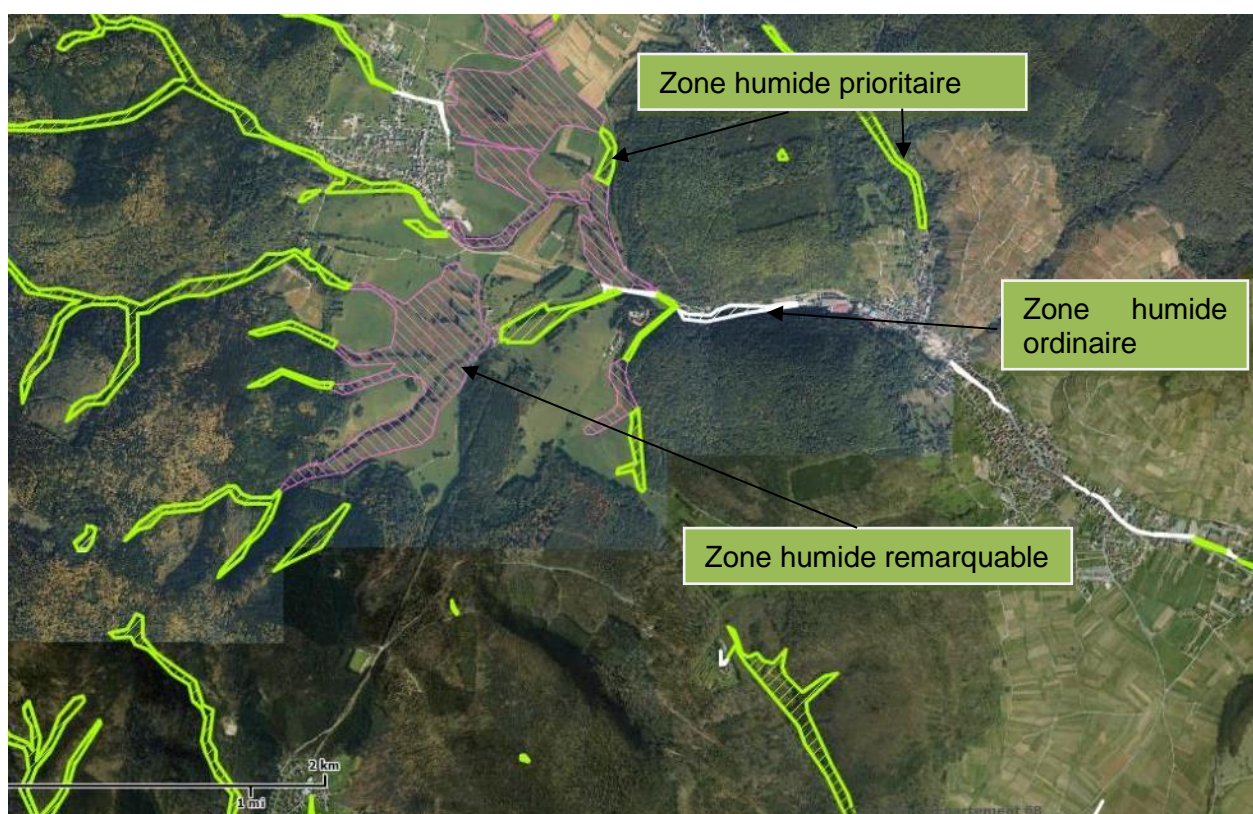 Zone humide prioritaire
Zone humide
ordinaire
Zone humide remarquable
2 km
1 mi